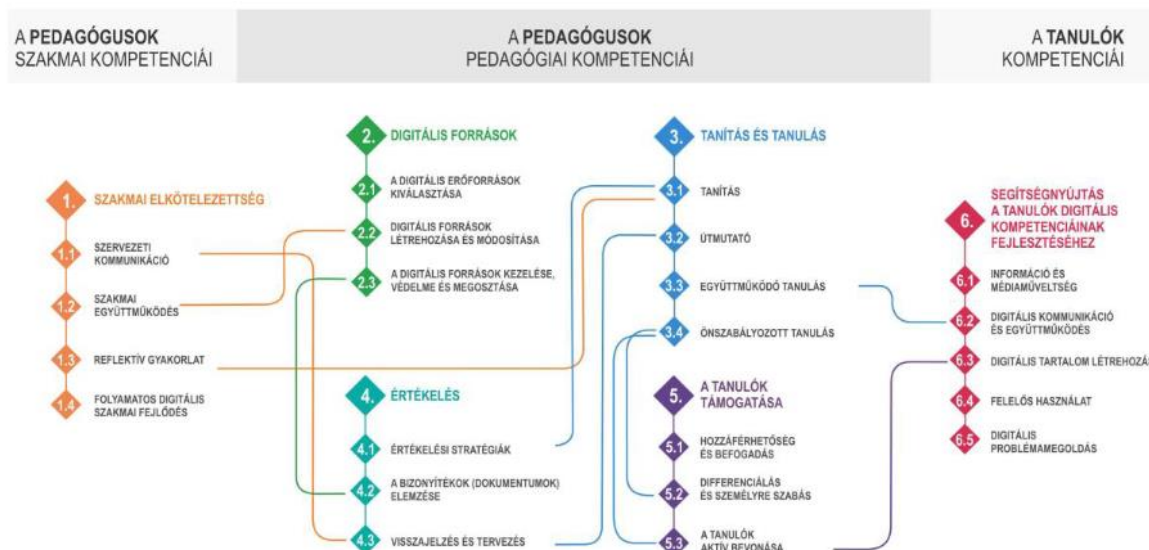 A PEDAGÓGUSOK
SZAKMAI KOMPETENCIÁI
A PEDAGÓGUSOK
PEDAGÓGIAI KOMPETENCIÁI
A TANULÓK
KOMPETENCIÁI
1. SZAKMAI ELKÖTELEZETTSÉG
1.1 SZERVEZETI
KOMMUNIKÁCIÓ
1.2 SZAKMAI
EGYÜTTMŰKÖDÉS
1.3 REFLEKTÍV GYAKORLAT
1.4 FOLYAMATOS DIGITÁLIS
SZAKMAI FEJLŐDÉS
2. DIGITÁLIS FORRÁSOK
2.1 A DIGITÁLIS ERŐFORRÁSOK
KIVÁLASZTÁSA
2.2 DIGITÁLIS FORRÁSOK
LÉTREHOZÁSA ÉS MÓDOSÍTÁSA
2.3 A DIGITÁLIS FORRÁSOK KEZELÉSE,
VÉDELME ÉS MEGOSZTÁSA
3. TANÍTÁS ÉS TANULÁS
3.1 TANÍTÁS
3.2 ÚTMUTATÓ
3.3 EGYÜTTMŰKÖDŐ TANULÁS
3.4 ÖNSZABÁLYOZOTT TANULÁS
4. ÉRTÉKELÉS
4.1 ÉRTÉKELÉSI STRATÉGIÁK
4.2 A BIZONYÍTÉKOK (DOKUMENTUMOK)
ELEMZÉSE
4.3 VISSZAJELZÉS ÉS TERVEZÉS
5. A TANULÓK
TÁMOGATÁSA
5.1 HOZZÁFÉRHETŐSÉG
ÉS BEFOGADÁS
5.2 DIFFERENCIÁLÁS
ÉS SZEMÉLYRE SZABÁS
5.3 A TANULÓK
AKTÍV BEVONÁSA
6. SEGÍTSÉGNYÚJTÁS
A TANULÓK DIGITÁLIS
KOMPETENCIÁINAK
FEJLESZTÉSÉHEZ
6.1 INFORMÁCIÓ ÉS
MÉDIAMŰVELTSÉG
6.2 DIGITÁLIS KOMMUNIKÁCIÓ
ÉS EGYÜTTMŰKÖDÉS
6.3 DIGITÁLIS TARTALOM LÉTREHOZÁS
6.4 FELELŐS HASZNÁLAT
6.5 DIGITÁLIS
PROBLÉMAMEGOLDÁS